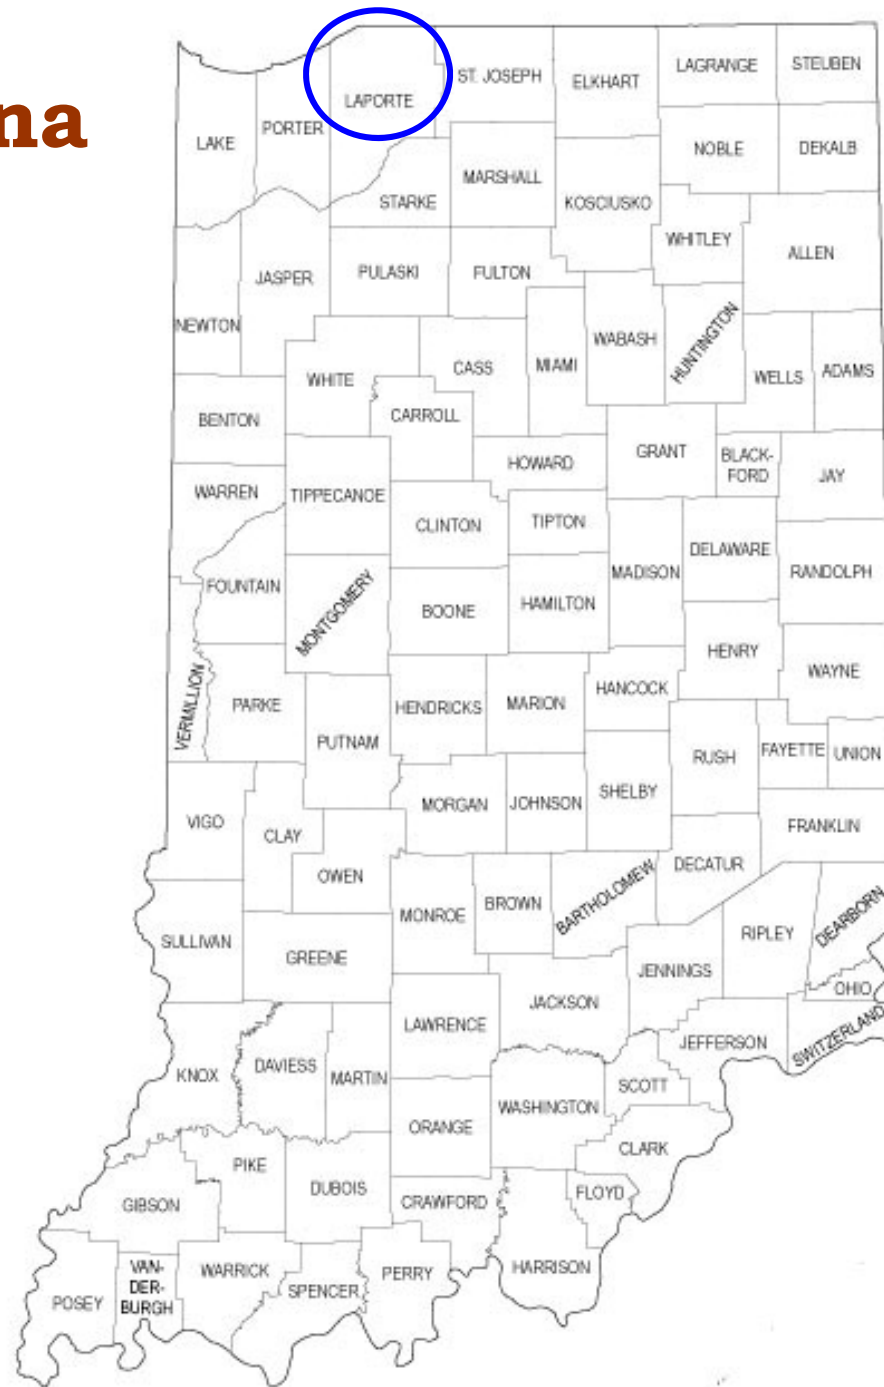 na
LAPORTE
ST. JOSEPH
ELKHART
LAGRANGE
STEUBEN
LAKE
PORTER
NOBLE
DEKALB
STARKE
MARSHALL
KOSCIUSKO
WHITLEY
ALLEN
NEWTON
JASPER
PULASKI
FULTON
WABASH
HUNTINGTON
WHITE
CASS
MIAMI
WELLS
ADAMS
BENTON
CARROLL
HOWARD
GRANT
BLACK-
FORD
JAY
WARREN
TIPPECANOE
CLINTON
TIPTON
MADISON
DELAWARE
RANDOLPH
FOUNTAIN
MONTGOMERY
BOONE
HAMILTON
HENRY
WAYNE
VERMILLION
PARKE
PUTNAM
HENDRICKS
MARION
HANCOCK
RUSH
FAYETTE
UNION
VIGO
CLAY
OWEN
MORGAN
JOHNSON
SHELBY
FRANKLIN
DECATUR
SULLIVAN
GREENE
MONROE
BROWN
BARTHOLOMEW
RIPLEY
DEARBORN
JENNINGS
OHIO
JACKSON
LAWRENCE
JEFFERSON
SWITZERLAND
KNOX
DAVIESS
MARTIN
ORANGE
WASHINGTON
SCOTT
CLARK
GIBSON
PIKE
DUBOIS
CRAWFORD
FLOYD
HARRISON
POSEY
VAN-
DER-
BURGH
WARRICK
SPENCER
PERRY